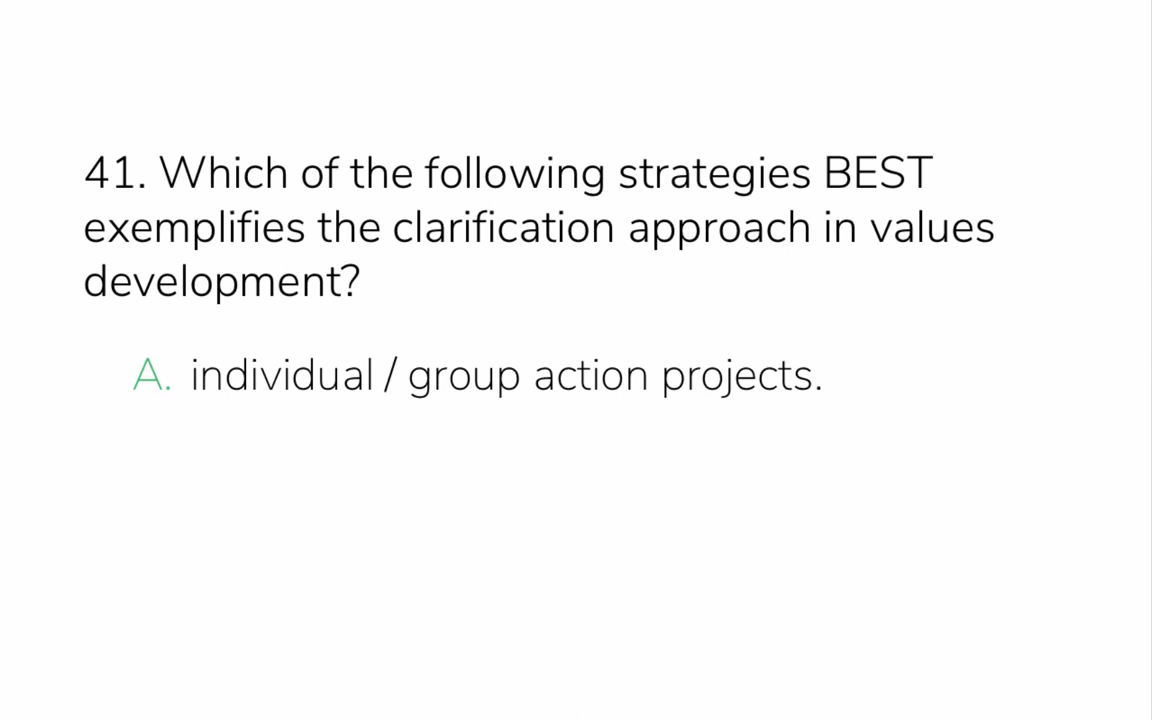 41. Which of the following strategies BEST
exemplifies the clarification approach in values
development?
A. individual / group action projects.